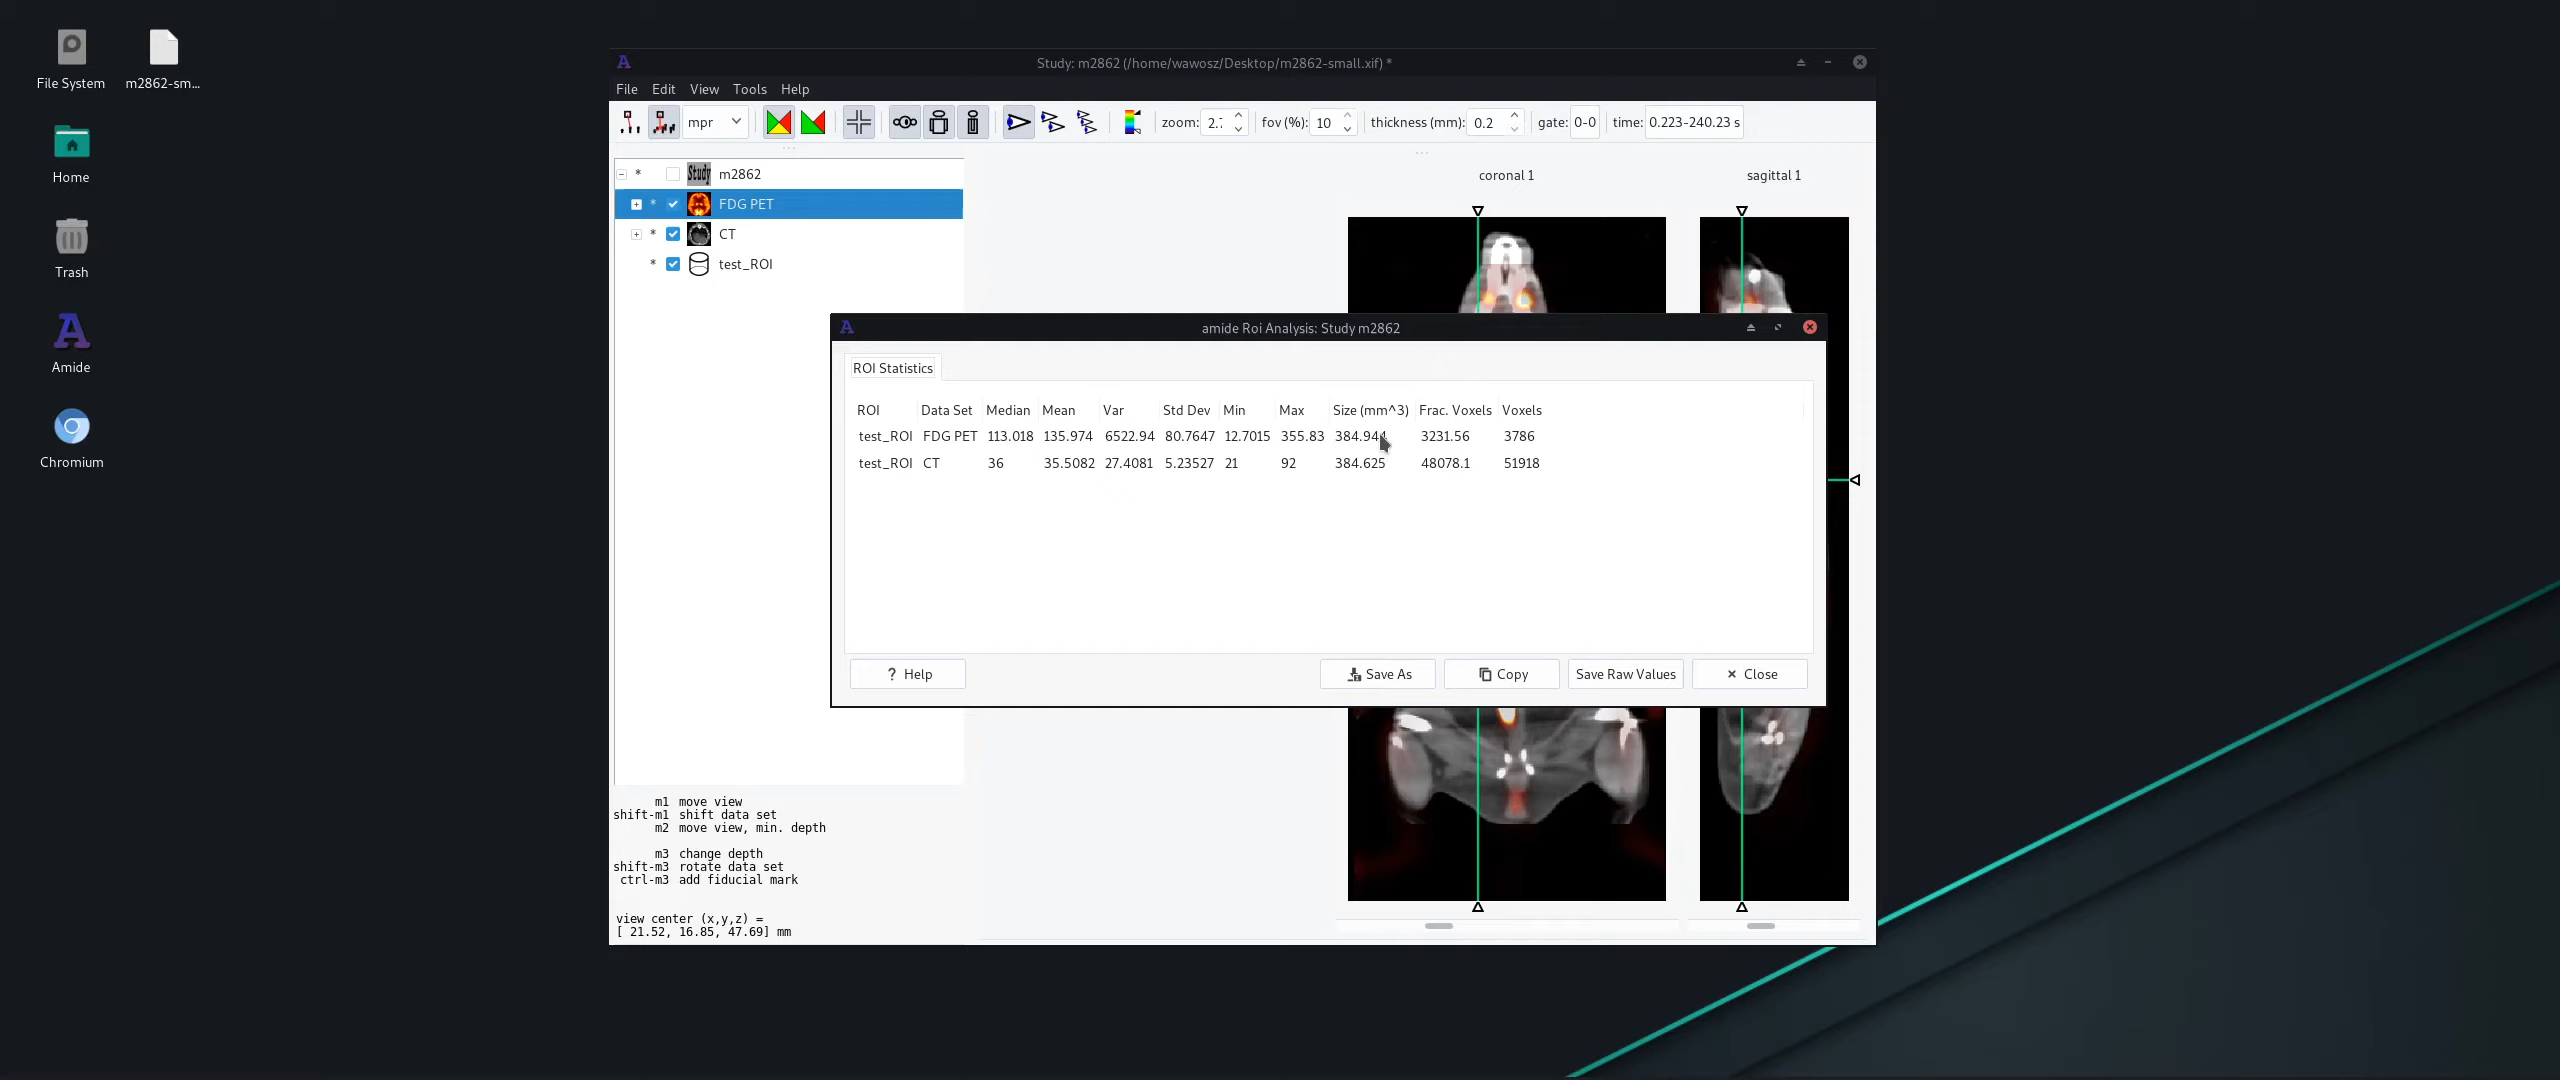 File System
m2862-sm...
Home
Trash
Amide
Chromium
Study: m2862 (/home/wawosz/Desktop/m2862-small.xif) *
File Edit View Tools Help
mpr zoom: fov (%): 10 thickness (mm): 0.2 gate: 0-0 time: 0.223-240.23 s
Study m2862
FDG PET
CT
test_ROI
coronal 1 sagittal 1
amide Roi Analysis: Study m2862
ROI Statistics
ROI Data Set Median Mean Var Std Dev Min Max Size (mm^3) Frac. Voxels Voxels
test_ROI FDG PET 113.018 135.974 6522.94 80.7647 12.7015 355.83 3231.56 3786
test_ROI CT 36 35.5082 27.4081 5.23527 21 92 384.625 48078.1 51918
? Help Save As Copy Save Raw Values Close
m1 move view
shift-m1 shift data set
m2 move view, min. depth
m3 change depth
shift-m3 rotate data set
ctrl-m3 add fiducial mark
view center (x,y,z) =
[ 21.52, 16.85, 47.69] mm